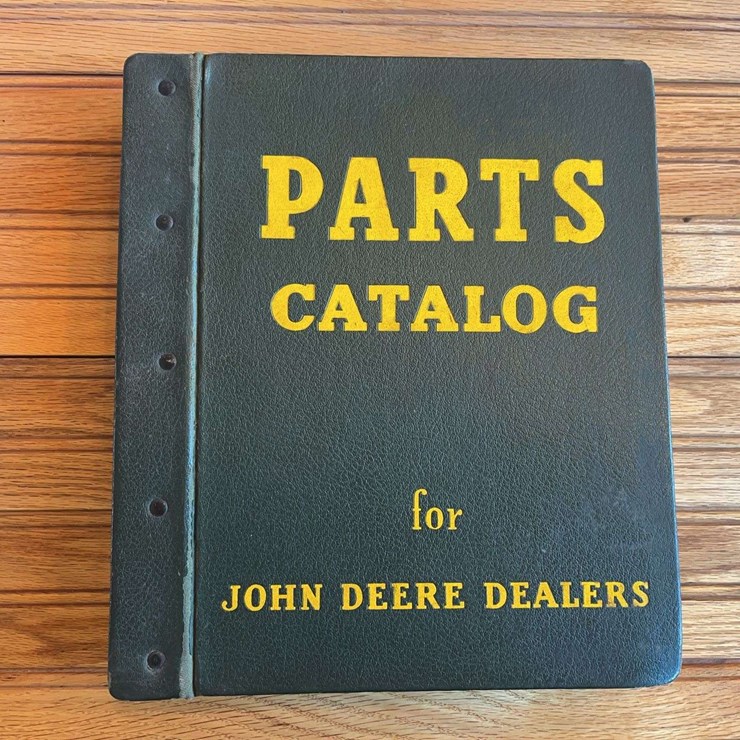 PARTS
CATALOG
for
JOHN DEERE DEALERS